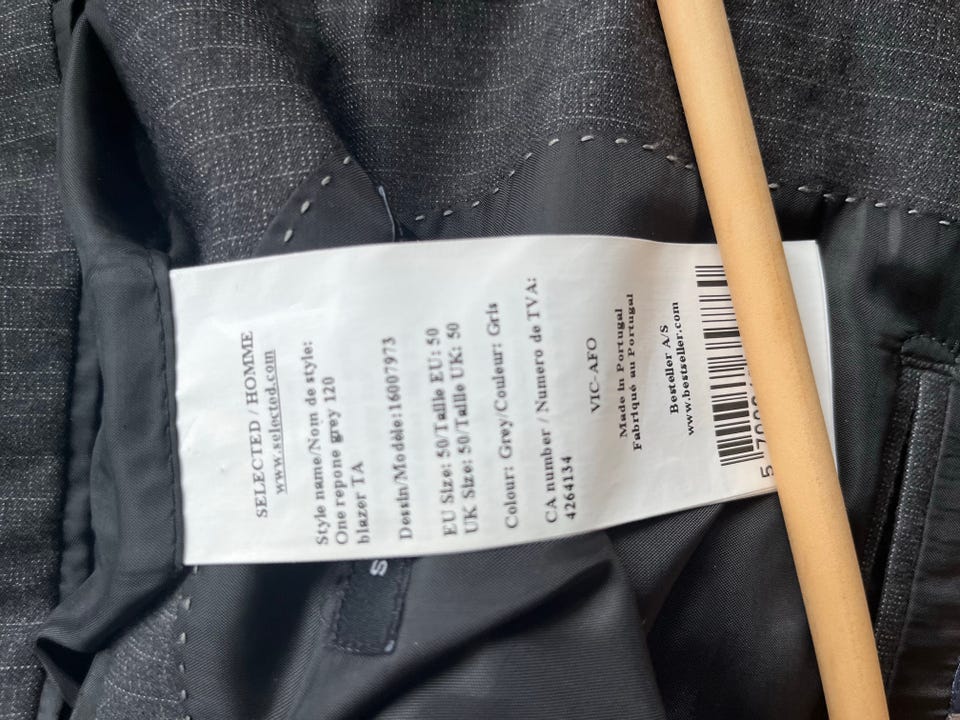 SELECTED / HOMME
www.selected.com
Style name/Nom de style:
One repone grey 120
blazer TA
Dessin/Modèle:16007973
EU Size: 50/Taille EU: 50
UK Size: 50/Taille UK: 50
Colour: Grey/Couleur: Gris
CA number / Numero de TVA:
4264134
VIC-AFO
Made in Portugal
Fabriqué au Portugal
Besteller A/S
www.bestseller.com